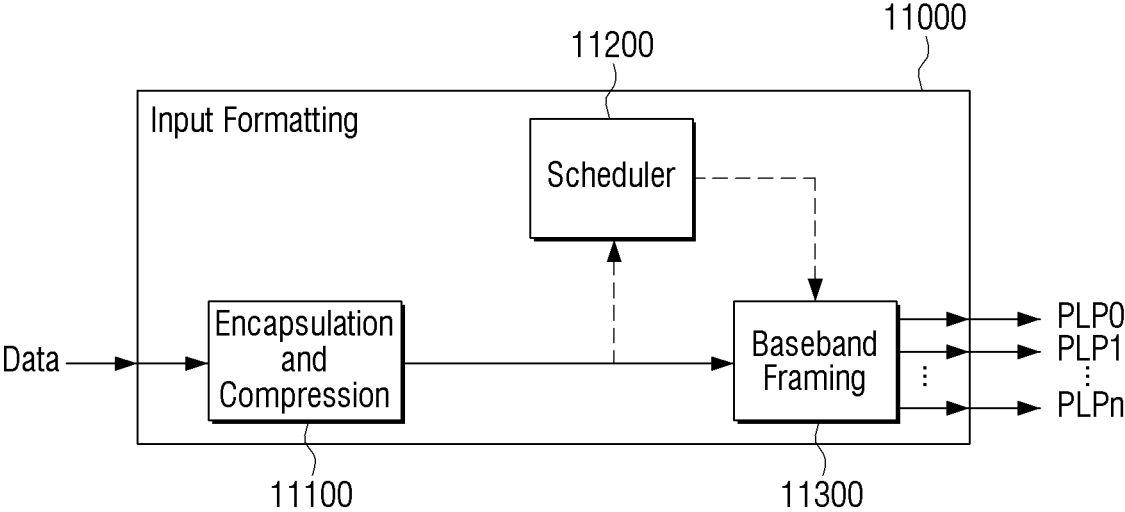 11000
11200
Input Formatting
Scheduler
Encapsulation
and
Compression
Data
Baseband
Framing
PLP0
PLP1
PLPn
11100
11300